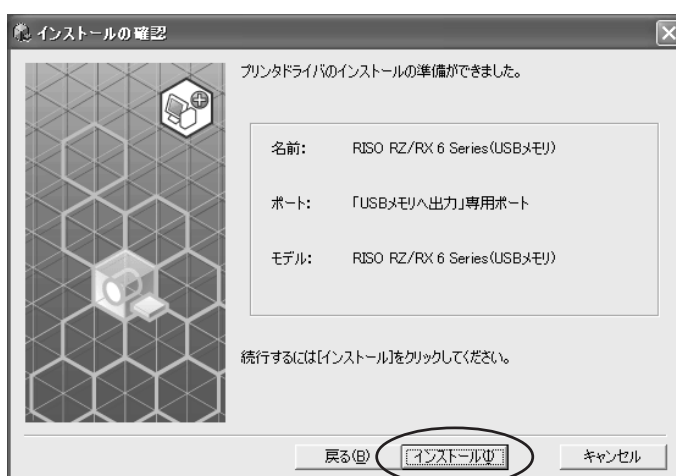 インストールの確認
プリンタドライバのインストールの準備ができました。
名前: RISO RZ/RX 6 Series(USBメモリ)
ポート: 「USBメモリへ出力」専用ポート
モデル: RISO RZ/RX 6 Series(USBメモリ)
続行するには[インストール]をクリックしてください。
戻る(B) インストール(I) キャンセル